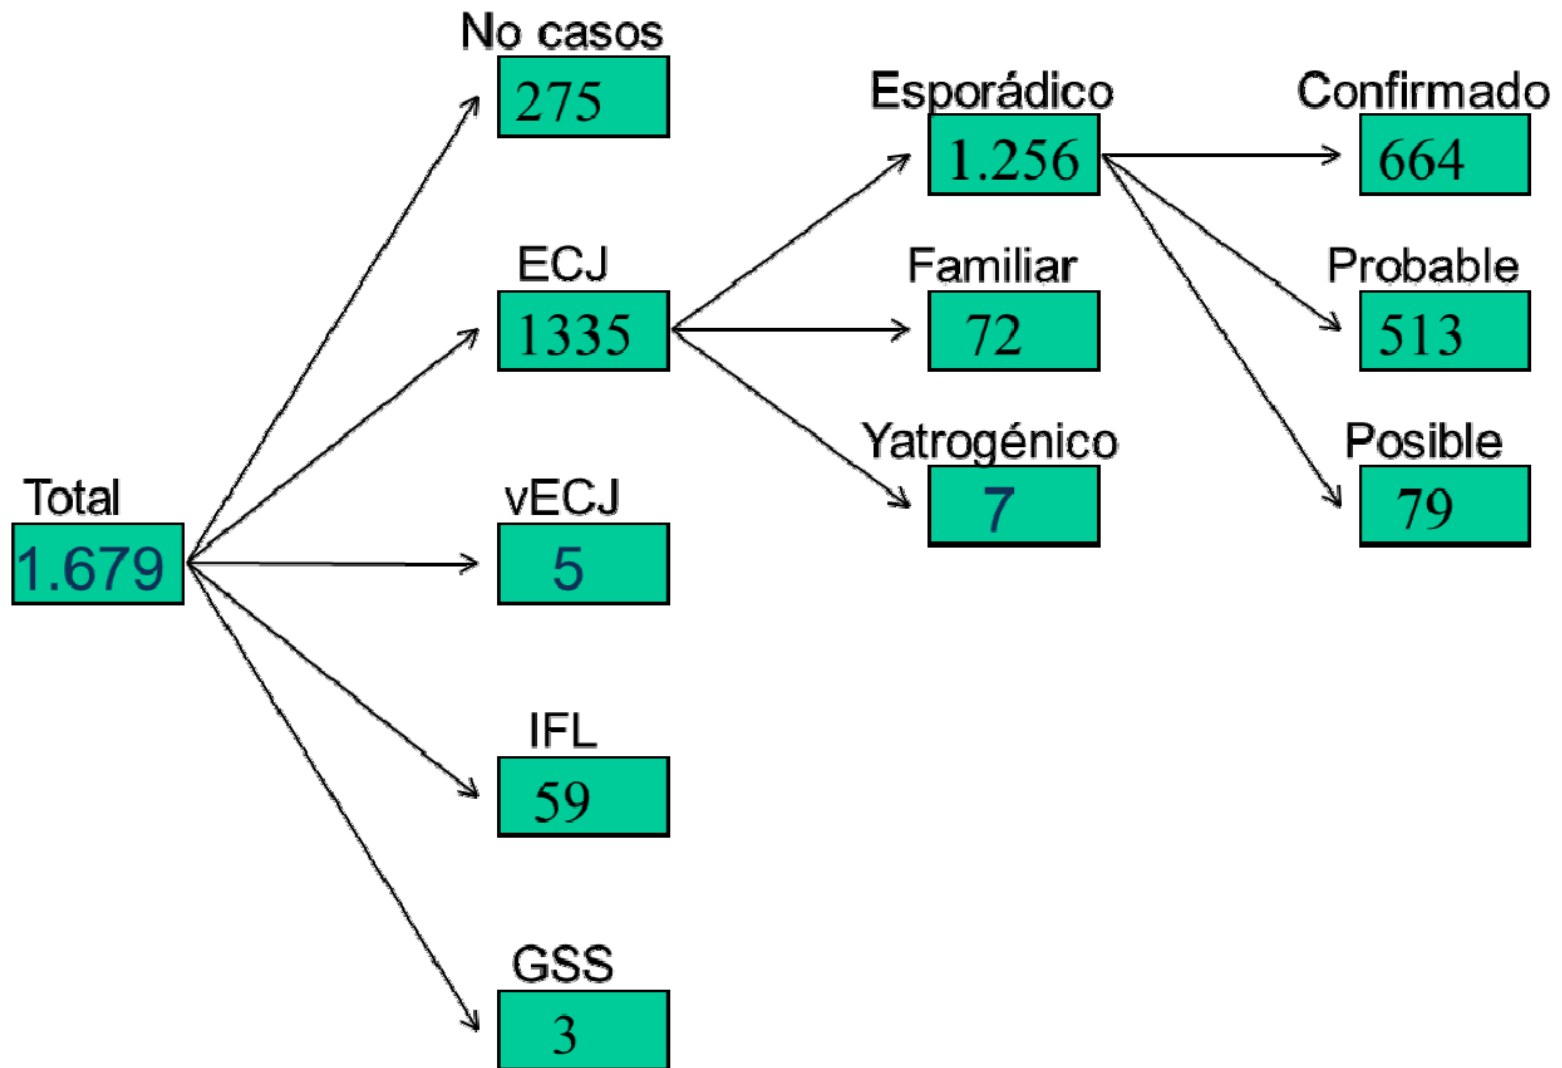 No casos
275
Esporádico
1.256
Confirmado
664
ECJ
1335
Familiar
72
Probable
513
Yatrogénico
7
Posible
79
Total
1.679
vECJ
5
IFL
59
GSS
3